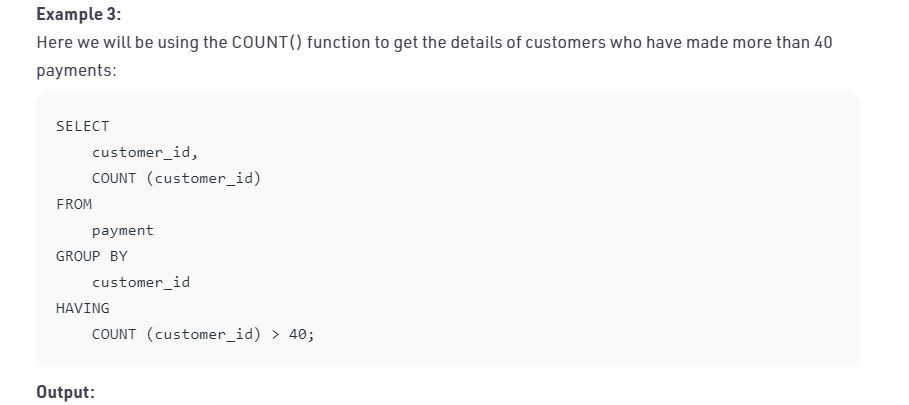 Example 3:
Here we will be using the COUNT() function to get the details of customers who have made more than 40
payments:
SELECT
customer_id,
COUNT (customer_id)
FROM
payment
GROUP BY
customer_id
HAVING
COUNT (customer_id) > 40;
Output: